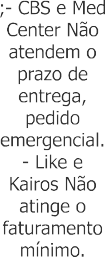 ;- CBS e Med
Center Não
atendem o
prazo de
entrega,
pedido
emergencial.
- Like e
Kairos Não
atinge o
faturamento
mínimo.